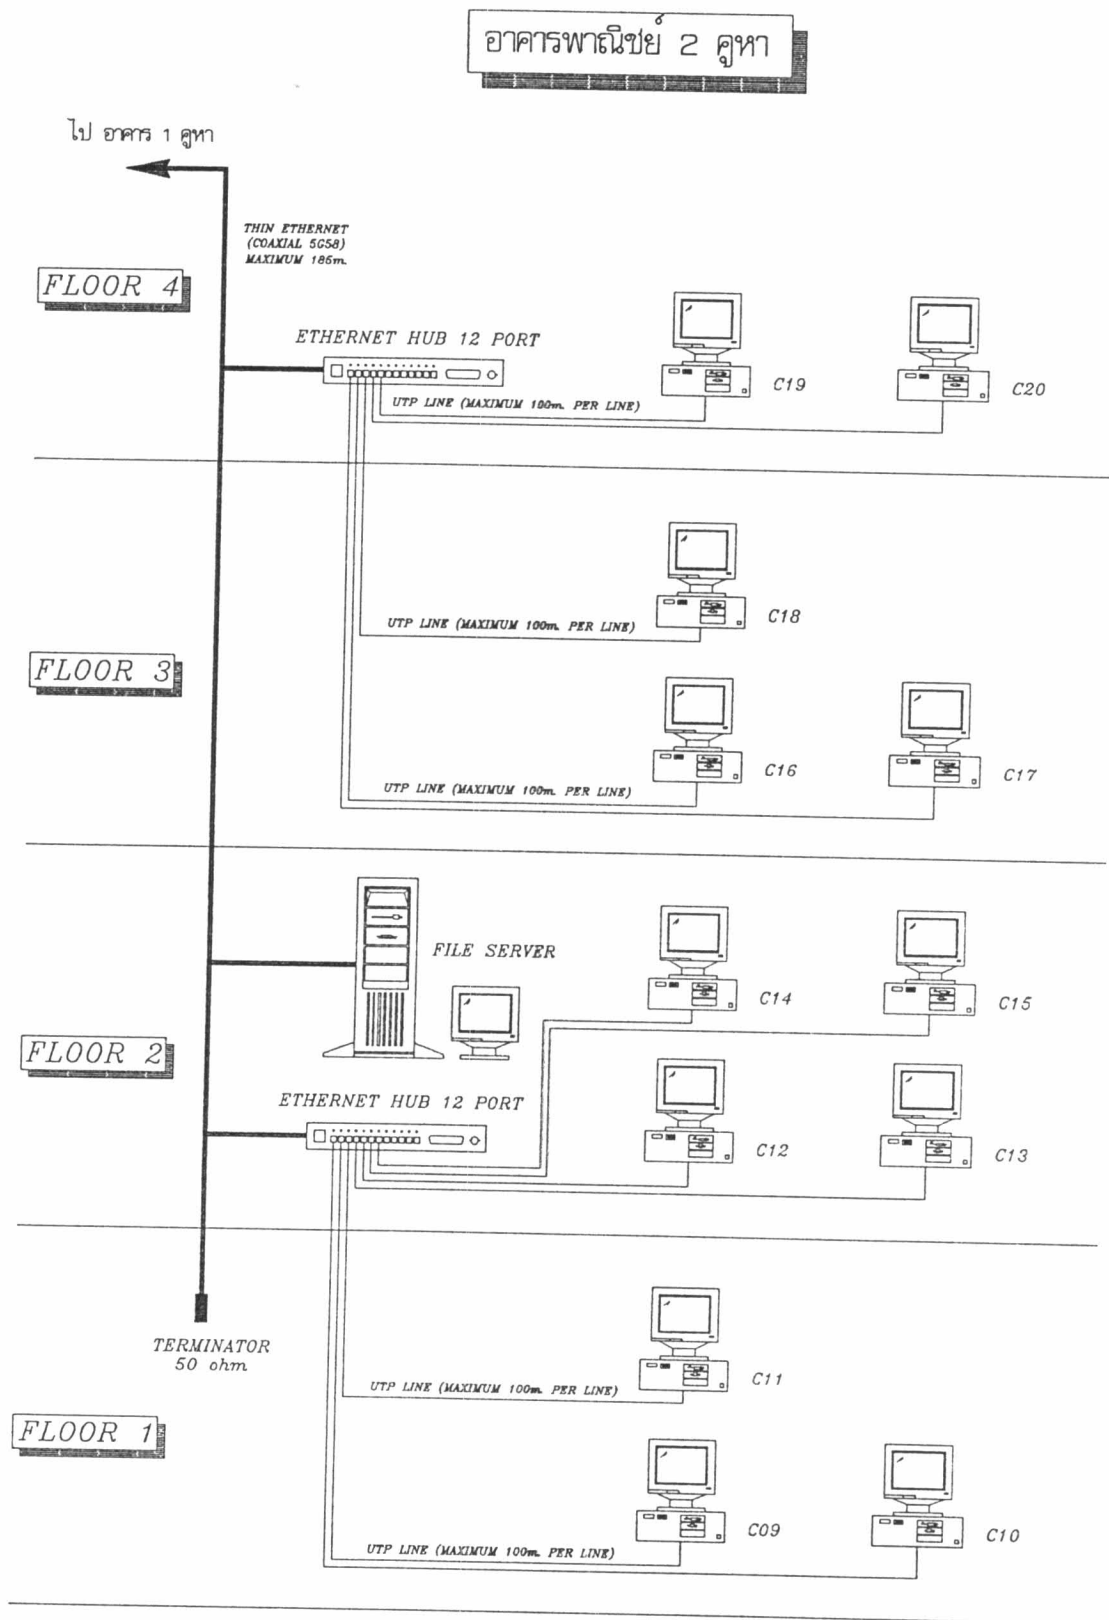 อาคารพาณิชย์ 2 คูหา
ไป อาคาร 1 คูหา
THIN ETHERNET
(COAXIAL 5G58)
MAXIMUM 185m.
FLOOR 4
ETHERNET HUB 12 PORT
C19
C20
UTP LINE (MAXIMUM 100m. PER LINE)
C18
UTP LINE (MAXIMUM 100m. PER LINE)
FLOOR 3
C16
C17
UTP LINE (MAXIMUM 100m. PER LINE)
FILE SERVER
C14
C15
FLOOR 2
ETHERNET HUB 12 PORT
C12
C13
TERMINATOR
50 ohm
C11
UTP LINE (MAXIMUM 100m. PER LINE)
FLOOR 1
C09
C10
UTP LINE (MAXIMUM 100m. PER LINE)